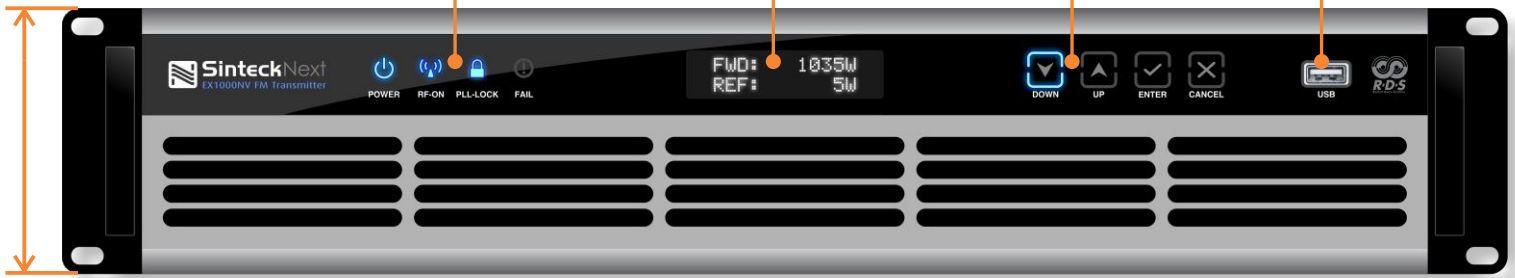 SinteckNext
EX1000NV FM Transmitter
POWER RF-ON PLL-LOCK FAIL
FWD: 1035W
REF: 5W
DOWN UP ENTER CANCEL
USB
R·D·S